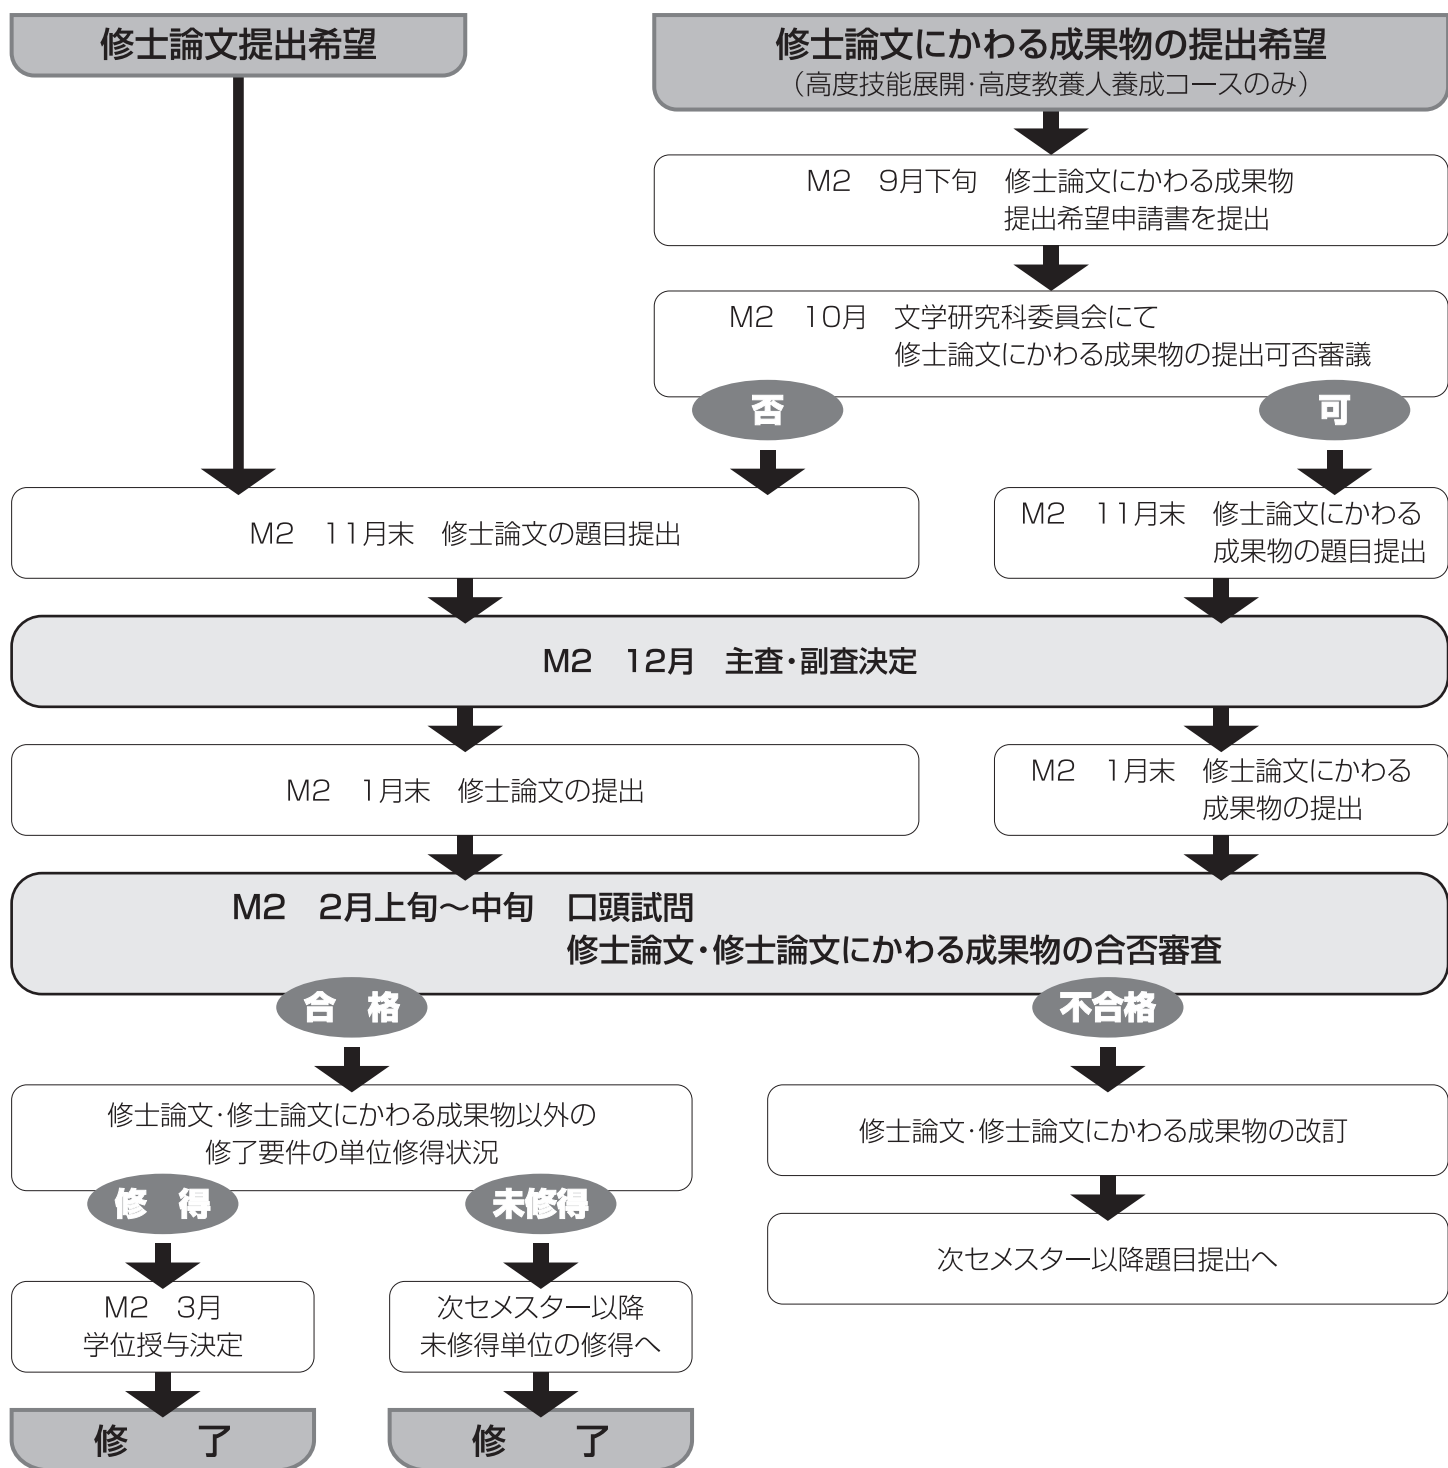 修士論文提出希望
修士論文にかわる成果物の提出希望
（高度技能展開・高度教養人養成コースのみ）
M2　9月下旬　修士論文にかわる成果物
提出希望申請書を提出
M2　10月　文学研究科委員会にて
修士論文にかわる成果物の提出可否審議
否
可
M2　11月末　修士論文の題目提出
M2　11月末　修士論文にかわる
成果物の題目提出
M2　12月　主査・副査決定
M2　1月末　修士論文の提出
M2　1月末　修士論文にかわる
成果物の提出
M2　2月上旬～中旬　口頭試問
修士論文・修士論文にかわる成果物の合否審査
合　格
不合格
修士論文・修士論文にかわる成果物以外の
修了要件の単位修得状況
修　得
未修得
修士論文・修士論文にかわる成果物の改訂
次セメスター以降題目提出へ
M2　3月
学位授与決定
次セメスター以降
未修得単位の修得へ
修　了
修　了